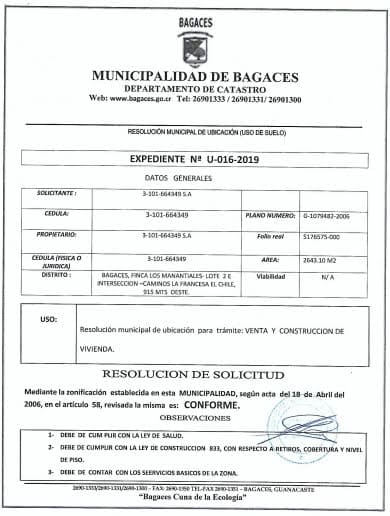 BAGACES
MUNICIPALIDAD DE BAGACES
DEPARTAMENTO DE CATASTRO
Web: www.bagaces.go.cr Tel: 26901333 / 26901331/ 26901300
RESOLUCIÓN MUNICIPAL DE UBICACIÓN (USO DE SUELO)
EXPEDIENTE Nª U-016-2019
DATOS GENERALES
SOLICITANTE : 3-101-664349 S.A
CEDULA: 3-101-664349 PLANO NUMERO: G-1079482-2006
PROPIETARIO: 3-101-664349 S.A Folio real 5176575-000
CEDULA (FISICA O JURIDICA) 3-101-664349 AREA: 2643.10 M2
DISTRITO : BAGACES, FINCA LOS MANANTIALES- LOTE 2 E Viabilidad N/ A
INTERSECCION –CAMINOS LA FRANCESA EL CHILE,
915 MTS OESTE.
USO:
Resolución municipal de ubicación para trámite: VENTA Y CONSTRUCCION DE
VIVIENDA.
RESOLUCION DE SOLICITUD
Mediante la zonificación establecida en esta MUNICIPALIDAD, según acta del 18 de Abril del
2006, en el artículo 58, revisada la misma es: CONFORME.
OBSERVACIONES
1- DEBE DE CUMPLIR CON LA LEY DE SALUD.
2- DEBE DE CUMPLIR CON LA LEY DE CONSTRUCCION 833, CON RESPECTO A RETIROS, COBERTURA Y NIVEL
DE PISO.
3- DEBE DE CONTAR CON LOS SEERVICIOS BASICOS DE LA ZONA.
2690-1333/2690-1331/2690-1300 - FAX: 2690-1350 TEL-FAX 2690-1351 – BAGACES, GUANACASTE
"Bagaces Cuna de la Ecología"